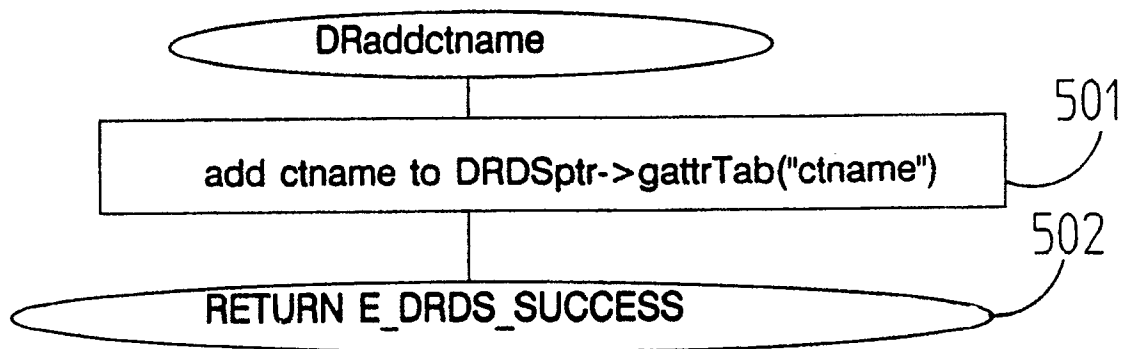 DRaddctname
501
add ctname to DRDSptr->gattrTab("ctname")
502
RETURN E_DRDS_SUCCESS